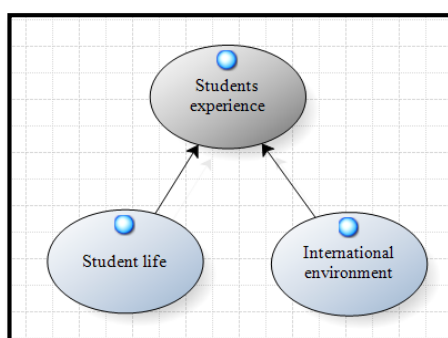 Students
experience
Student life
International
environment